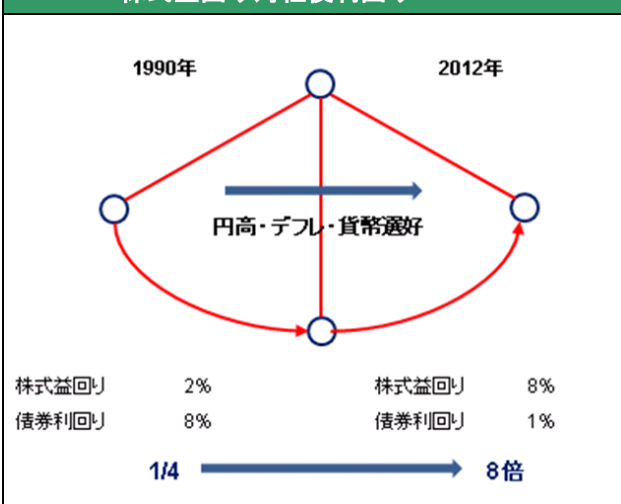 1990年 2012年
円高・デフレ・貨幣選好
株式益回り 2% 株式益回り 8%
債券利回り 8% 債券利回り 1%
1/4 8倍